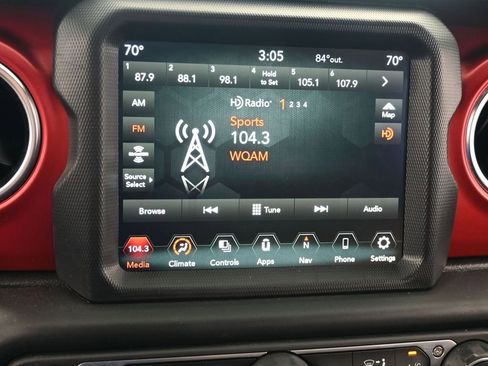 70° 3:05 84° out. 70°
1 87.9 2 88.1 3 98.1 4 Hold to Set 5 105.1 6 107.9
AM HD Radio 1 2 3 4 Map
FM Sports HD
104.3
WQAM
Source Select
Browse Tune Audio
104.3 N
Media Climate Controls Apps Nav Phone Settings